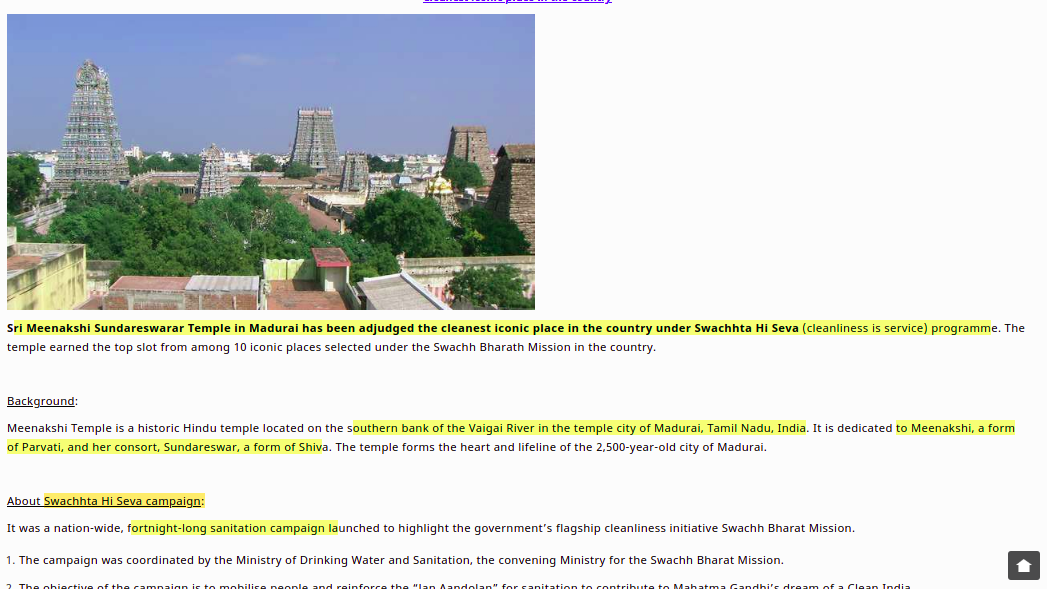 cleanest iconic place in the country
Sri Meenakshi Sundareswarar Temple in Madurai has been adjudged the cleanest iconic place in the country under Swachhta Hi Seva (cleanliness is service) programme. The
temple earned the top slot from among 10 iconic places selected under the Swachh Bharath Mission in the country.
Background:
Meenakshi Temple is a historic Hindu temple located on the southern bank of the Vaigai River in the temple city of Madurai, Tamil Nadu, India. It is dedicated to Meenakshi, a form
of Parvati, and her consort, Sundareswar, a form of Shiva. The temple forms the heart and lifeline of the 2,500-year-old city of Madurai.
About Swachhta Hi Seva campaign:
It was a nation-wide, fortnight-long sanitation campaign launched to highlight the government’s flagship cleanliness initiative Swachh Bharat Mission.
1. The campaign was coordinated by the Ministry of Drinking Water and Sanitation, the convening Ministry for the Swachh Bharat Mission.
2. The objective of the campaign is to mobilise people and reinforce the “Jan Aandolan” for sanitation to contribute to Mahatma Gandhi’s dream of a Clean India.